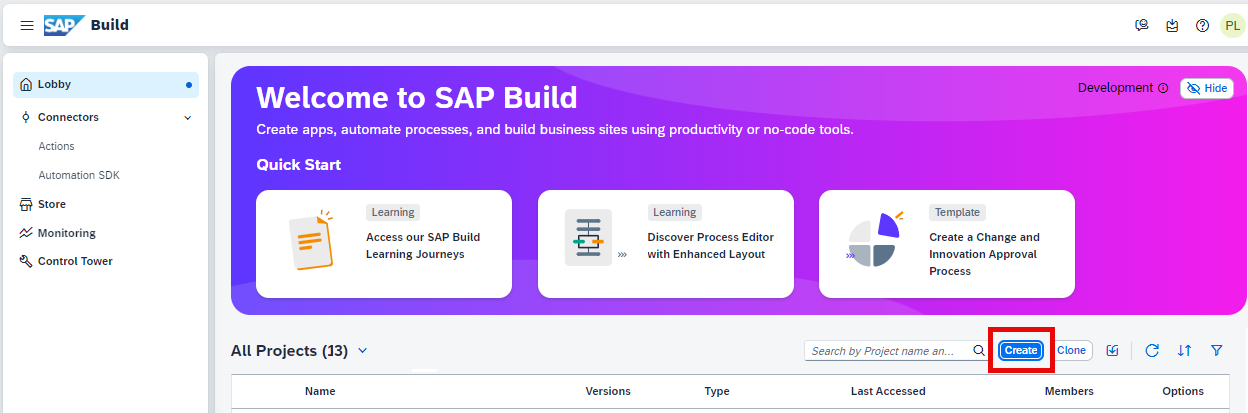 SAP Build
PL
Lobby
Connectors
Actions
Automation SDK
Store
Monitoring
Control Tower
Welcome to SAP Build
Development
Hide
Create apps, automate processes, and build business sites using productivity or no-code tools.
Quick Start
Learning
Access our SAP Build
Learning Journeys
Learning
Discover Process Editor
with Enhanced Layout
Template
Create a Change and
Innovation Approval
Process
All Projects (13)
Search by Project name an...
Create
Clone
Name Versions Type Last Accessed Members Options